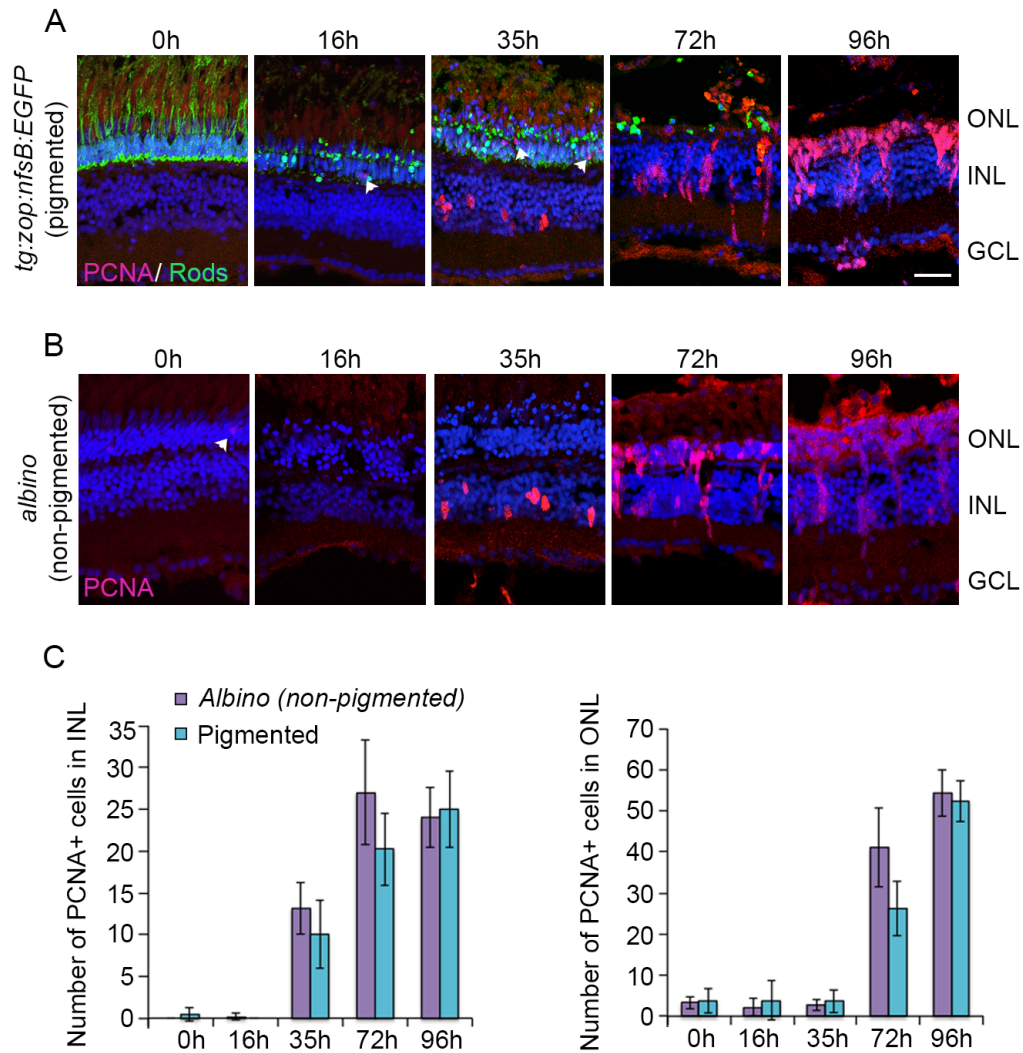 A
0h 16h 35h 72h 96h
tg:zop:nfsB:EGFP
(pigmented)
PCNA/ Rods
ONL
INL
GCL
B
0h 16h 35h 72h 96h
albino
(non-pigmented)
PCNA
ONL
INL
GCL
C
Albino (non-pigmented)
Pigmented
Number of PCNA+ cells in INL
35
30
25
20
15
10
5
0
0h 16h 35h 72h 96h
Number of PCNA+ cells in ONL
70
60
50
40
30
20
10
0
0h 16h 35h 72h 96h